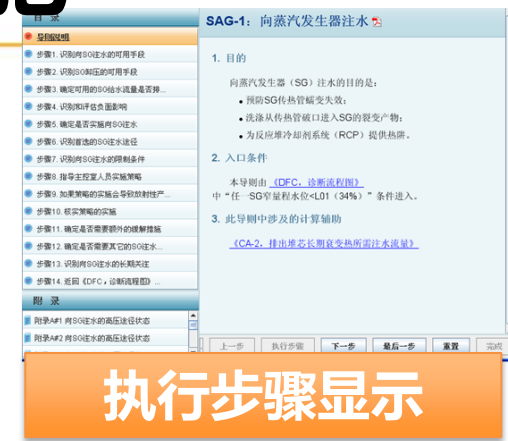 目 录
导则说明
步骤1. 识别向SG注水的可用手段
步骤2. 识别SG卸压的可用手段
步骤3. 确定可用的SG给水流量是否排...
步骤4. 识别和评估负面影响
步骤5. 确定是否实施向SG注水
步骤6. 识别首选的SG注水途径
步骤7. 识别向SG注水的限制条件
步骤8. 指导主控室人员实施策略
步骤9. 如果策略的实施会导致放射性产...
步骤10. 核实策略的实施
步骤11. 确定是否需要额外的缓解措施
步骤12. 确定是否需要其它的SG注水...
步骤13. 识别向SG注水的长期关注
步骤14. 返回《DFC，诊断流程图》...
附 录
附录A#1 向SG注水的高压途径状态
附录A#1 向SG注水的高压途径状态
SAG-1：向蒸汽发生器注水
1. 目的
向蒸汽发生器（SG）注水的目的是：
•预防SG传热管蠕变失效；
•洗涤从传热管破口进入SG的裂变产物；
•为反应堆冷却剂系统（RCP）提供热阱。
2. 入口条件
本导则由《DFC，诊断流程图》
中“任一SG窄量程水位<L01（34%）”条件进入。
3. 此导则中涉及的计算辅助
《CA-2，排出堆芯长期衰变热所需注水流量》
上一步 执行步骤 下一步 最后一步 重置 完成
执行步骤显示